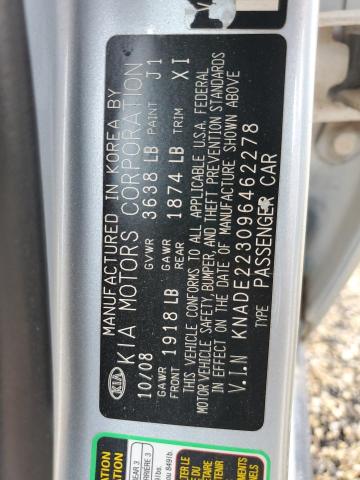 MANUFACTURED IN KOREA BY
KIA MOTORS CORPORATION
KIA
10/08 GVWR 3638 LB PAINT J1
GAWR FRONT 1918 LB GAWR REAR 1874 LB TRIM XI
THIS VEHICLE CONFORMS TO ALL APPLICABLE U.S.A. FEDERAL
MOTOR VEHICLE SAFETY, BUMPER, AND THEFT PREVENTION STANDARDS
IN EFFECT ON THE DATE OF MANUFACTURE SHOWN ABOVE
V.I.N KNADE223096462278
TYPE PASSENGER CAR
REAR 3